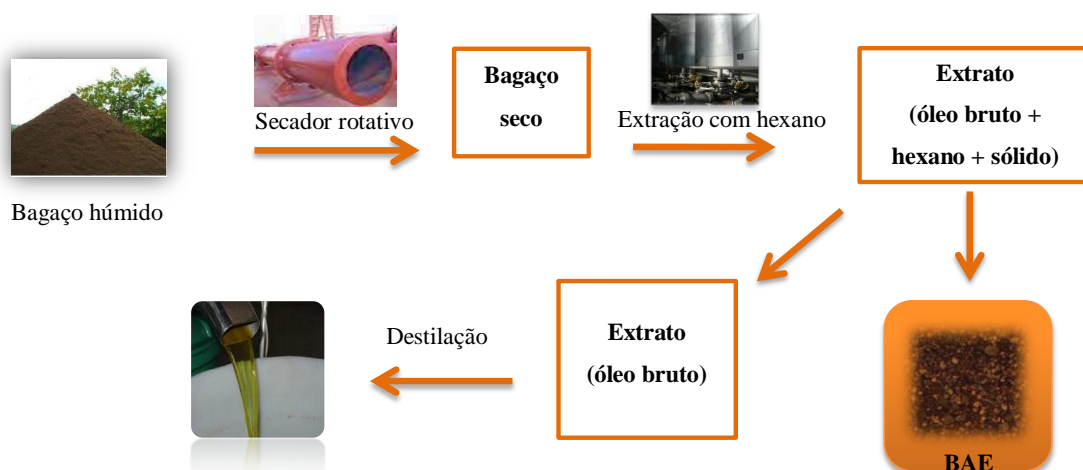 Bagaço húmido
Secador rotativo
Bagaço
seco
Extração com hexano
Extrato
(óleo bruto +
hexano + sólido)
Extrato
(óleo bruto)
Destilação
BAE